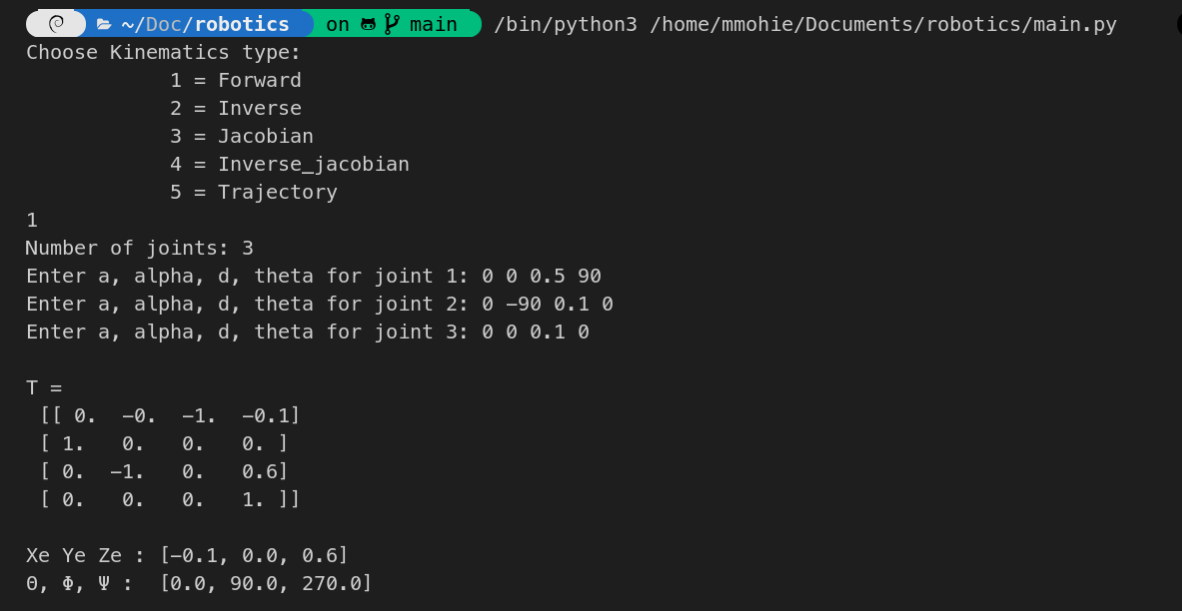 ~/Doc/robotics on main /bin/python3 /home/mmohie/Documents/robotics/main.py
Choose Kinematics type:
            1 = Forward
            2 = Inverse
            3 = Jacobian
            4 = Inverse_jacobian
            5 = Trajectory
1
Number of joints: 3
Enter a, alpha, d, theta for joint 1: 0 0 0.5 90
Enter a, alpha, d, theta for joint 2: 0 -90 0.1 0
Enter a, alpha, d, theta for joint 3: 0 0 0.1 0
T =
 [[ 0.  -0.  -1.  -0.1]
 [ 1.   0.   0.   0. ]
 [ 0.  -1.   0.   0.6]
 [ 0.   0.   0.   1. ]]
Xe Ye Ze : [-0.1, 0.0, 0.6]
Θ, Φ, Ψ :  [0.0, 90.0, 270.0]